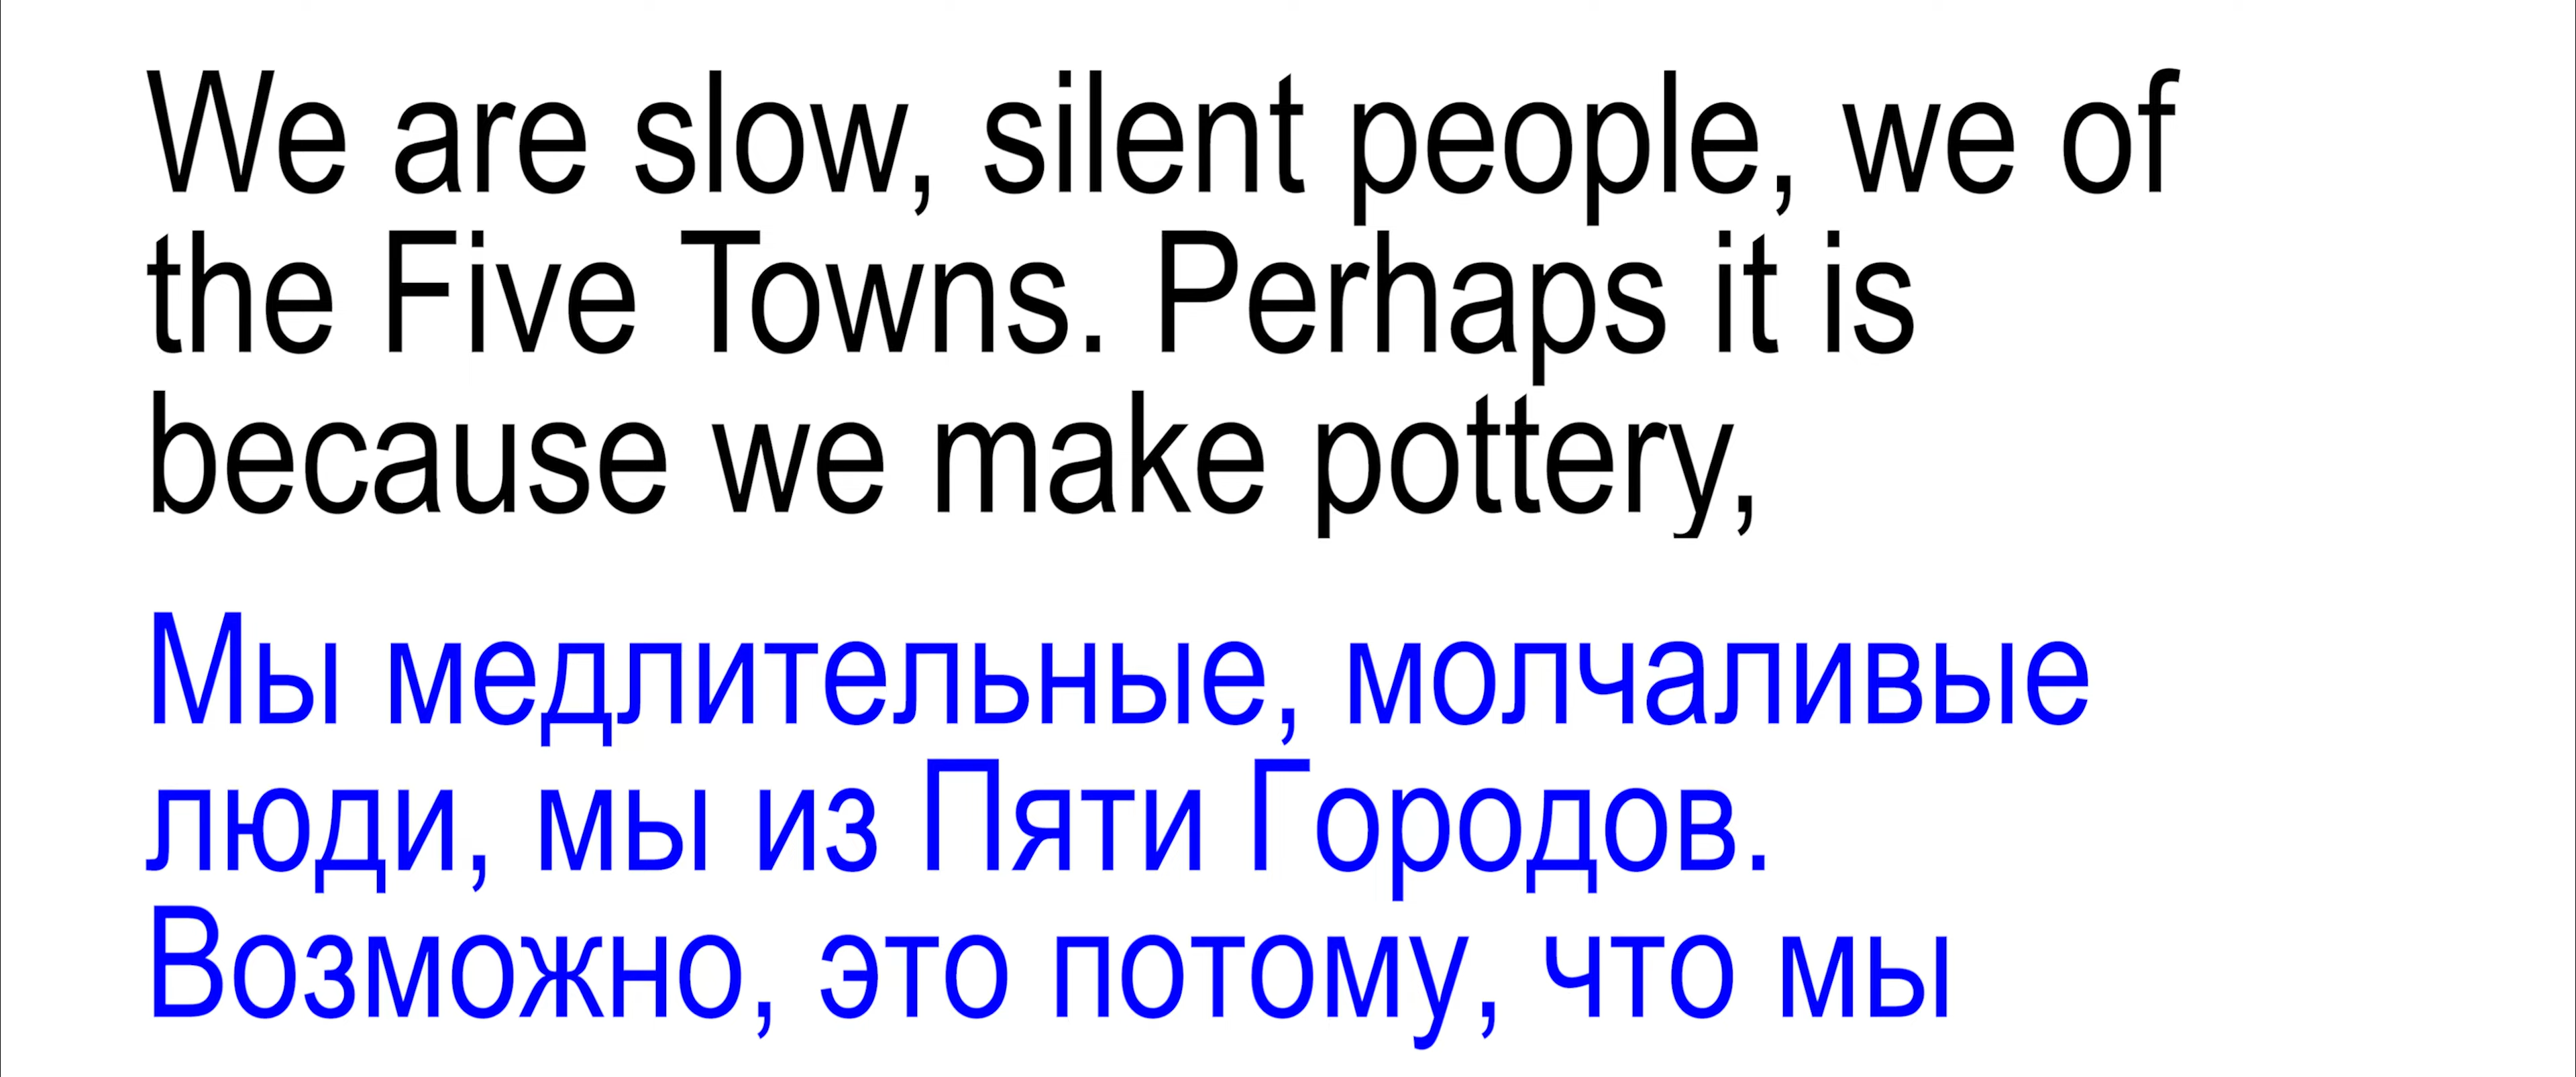 We are slow, silent people, we of
the Five Towns. Perhaps it is
because we make pottery,
Мы медлительные, молчаливые
люди, мы из Пяти Городов.
Возможно, это потому, что мы